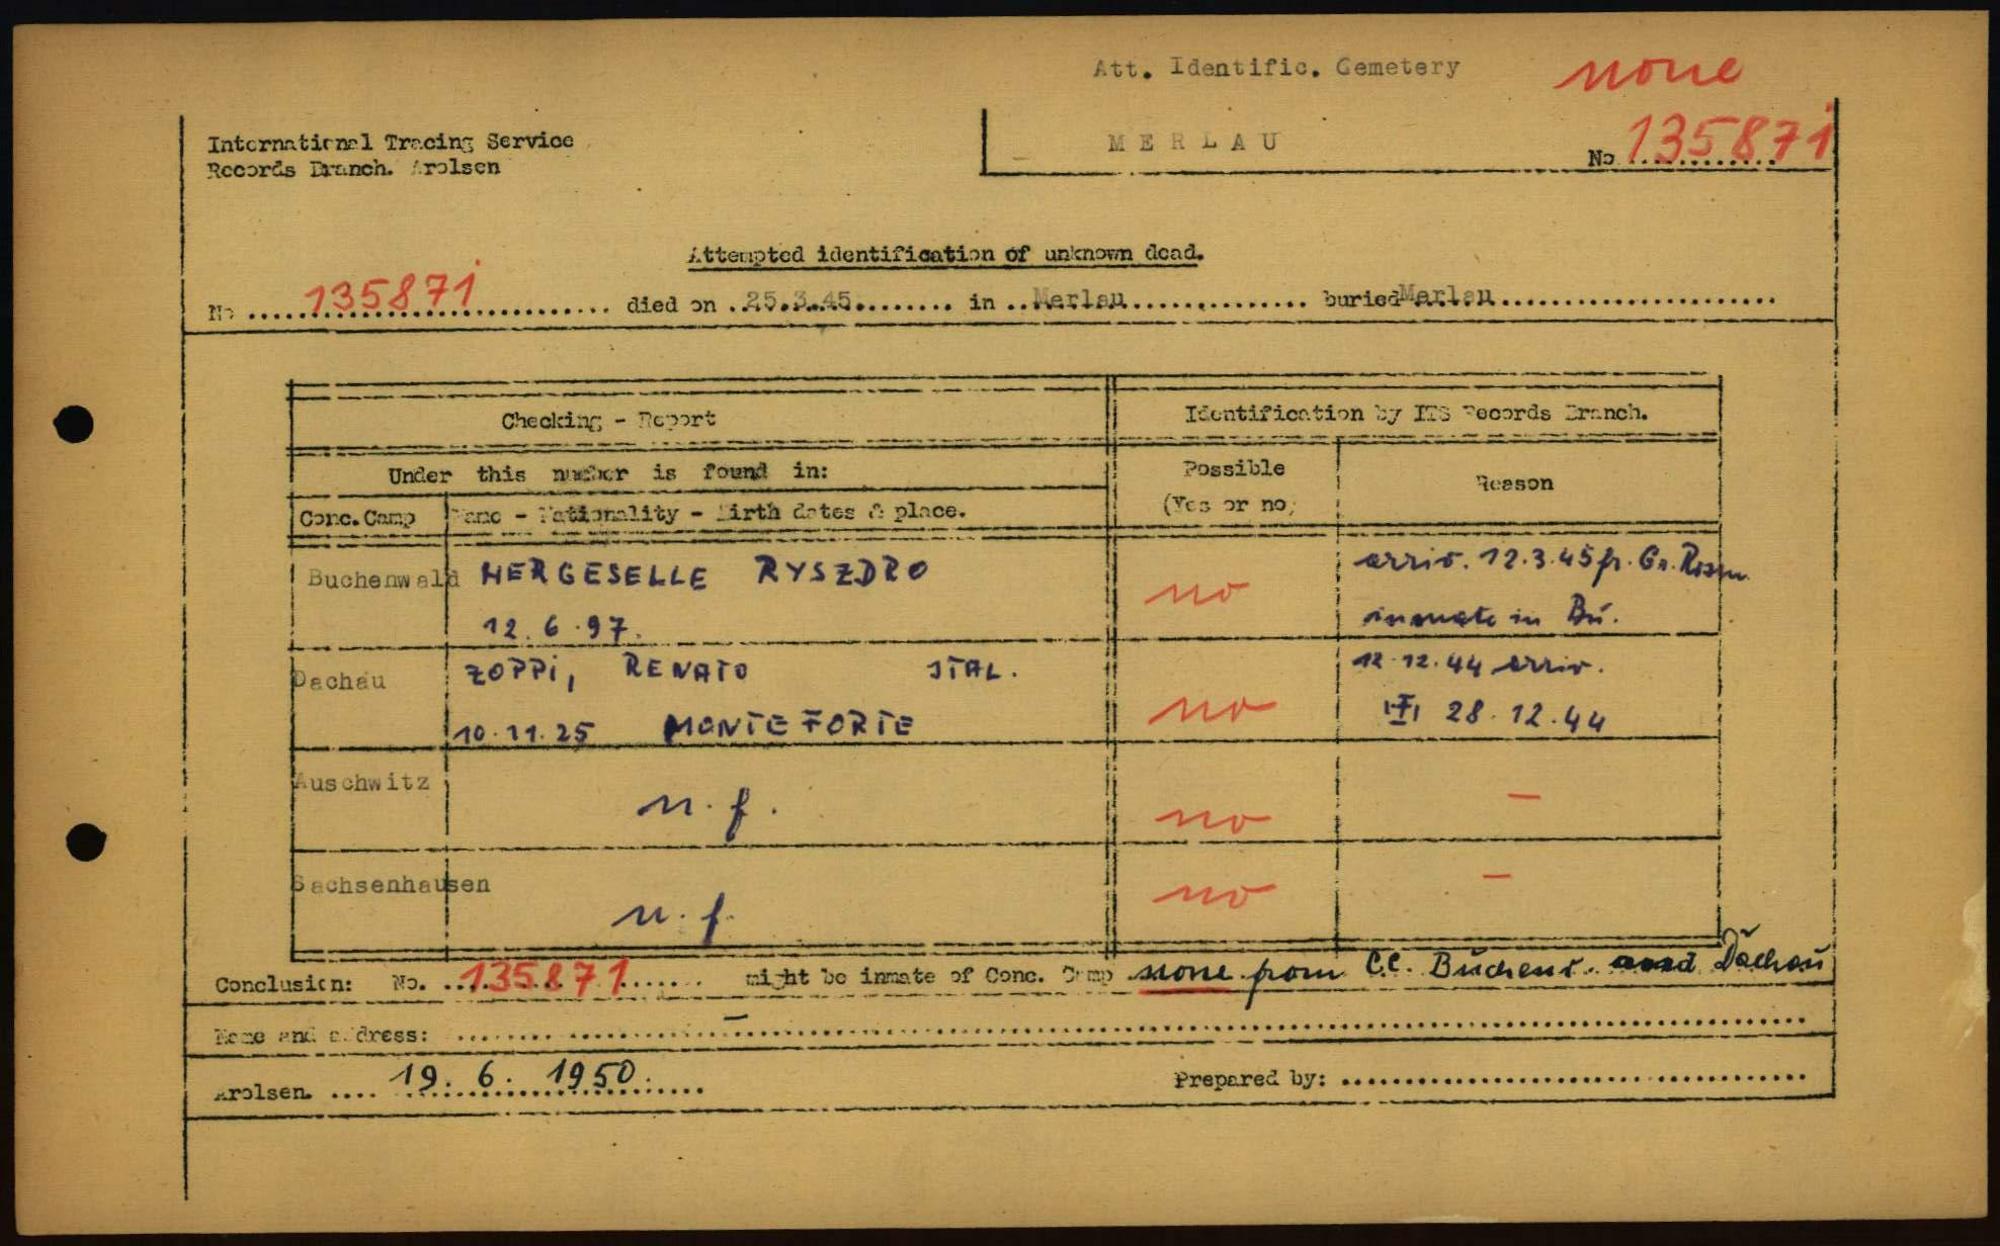 Att. Identific. Cemetery none
International Tracing Service
Records Branch. Arolsen
M E R L A U No 135871
Attempted identification of unknown dead.
No 135871 died on 25.3.45 in Merlau buried Merlau
Checking - Report
Identification by ITS Records Branch.
Under this number is found in:
Possible
(Yes or no)
Reason
Conc. Camp Name - Nationality - Birth dates & place.
Buchenwald HERGESELLE RYSZDRO no arriv. 12.3.45 fr. Gr. Rosen
12.6.97. inmate in Bu.
Dachau ZOPPi, RENATO ITAL. no 12.12.44 arriv.
10.11.25 MONTEFORTE 28.12.44
Auschwitz n.f. no –
Sachsenhausen n.f. no –
Conclusion: No. 135871 might be inmate of Conc. Camp none from C.C. Buchenw. and Dachau
Name and address: –
Arolsen. 19. 6. 1950. Prepared by: